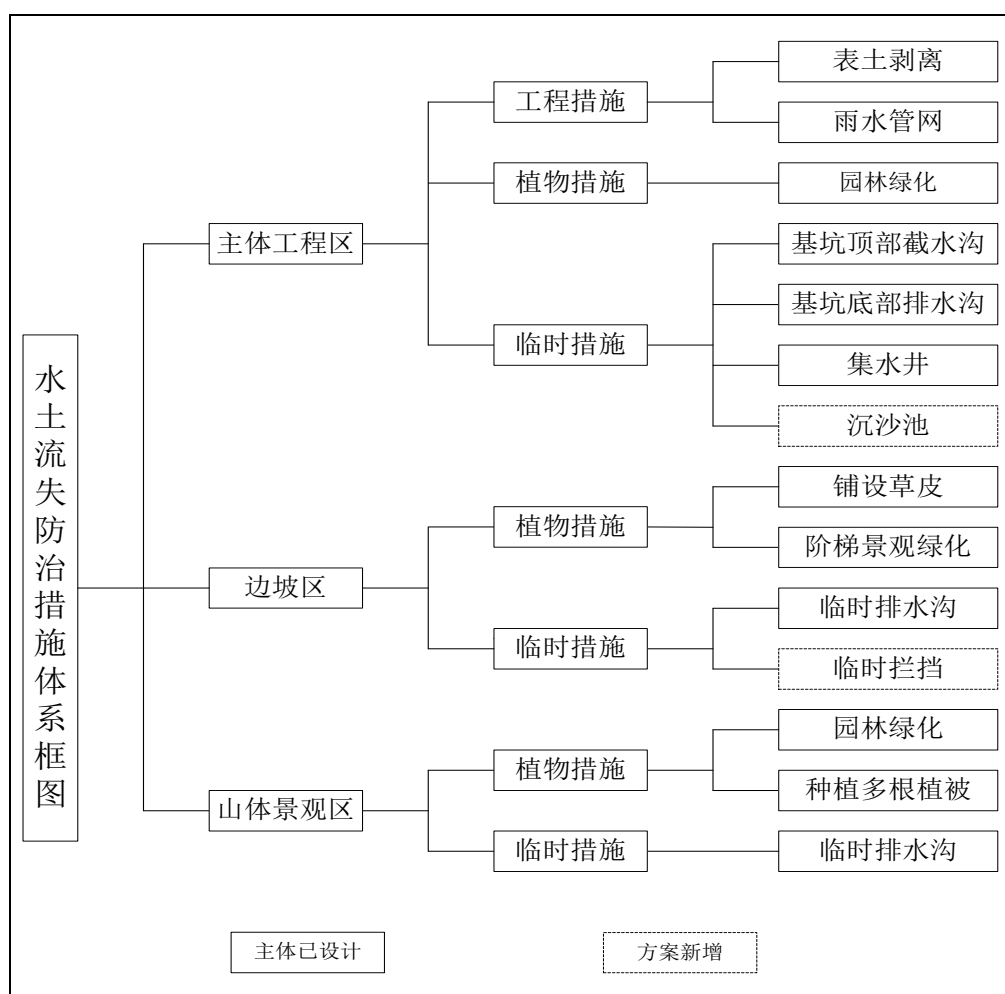 水土流失防治措施体系框图
主体工程区
工程措施
表土剥离
雨水管网
植物措施
园林绿化
临时措施
基坑顶部截水沟
基坑底部排水沟
集水井
沉沙池
边坡区
植物措施
铺设草皮
阶梯景观绿化
临时措施
临时排水沟
临时拦挡
山体景观区
植物措施
园林绿化
种植多根植被
临时措施
临时排水沟
主体已设计
方案新增